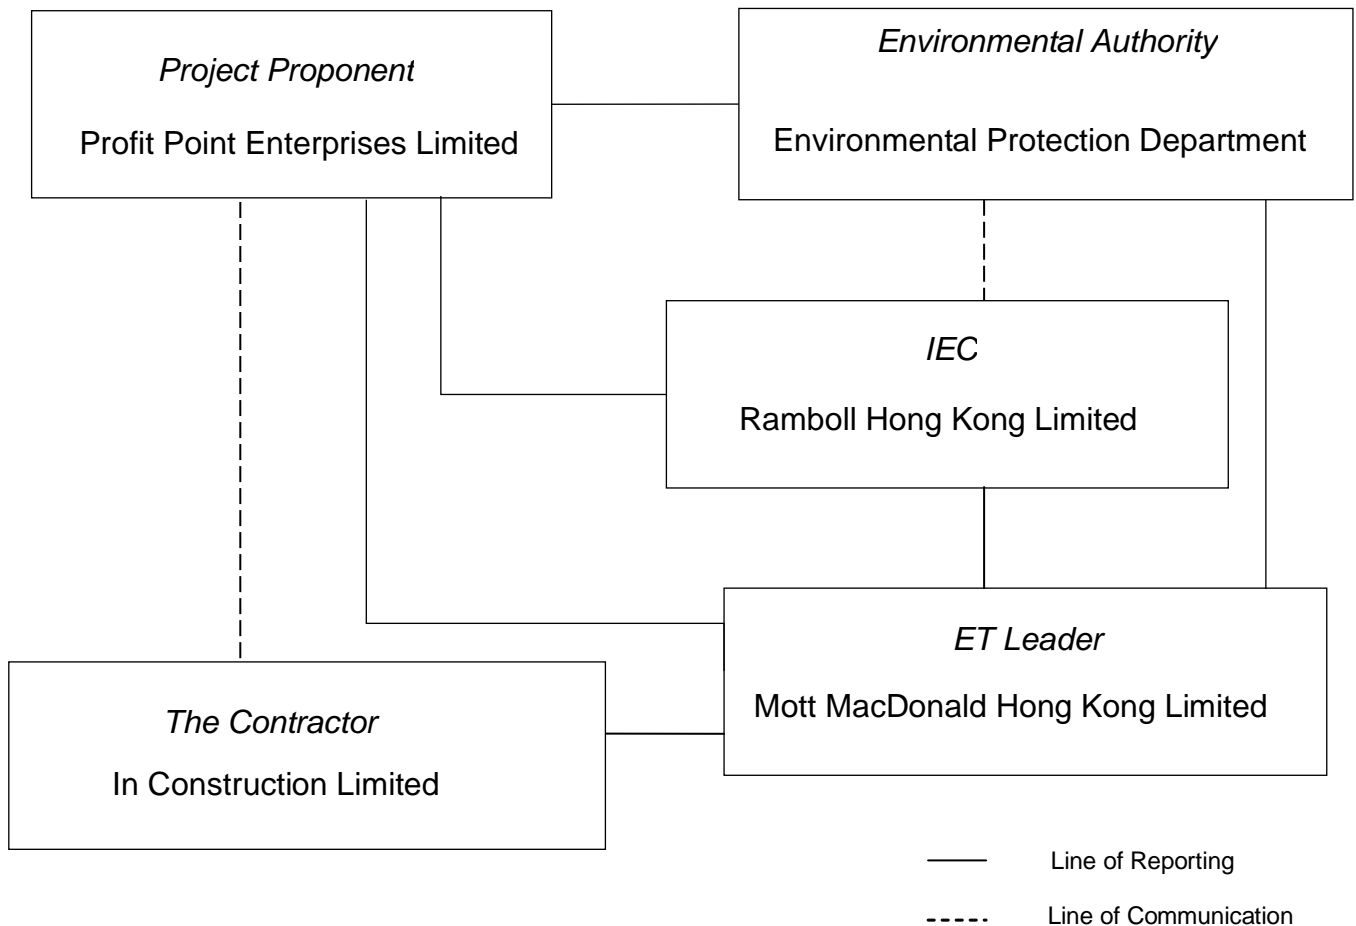 Project Proponent
Profit Point Enterprises Limited
Environmental Authority
Environmental Protection Department
IEC
Ramboll Hong Kong Limited
ET Leader
Mott MacDonald Hong Kong Limited
The Contractor
In Construction Limited
Line of Reporting
Line of Communication